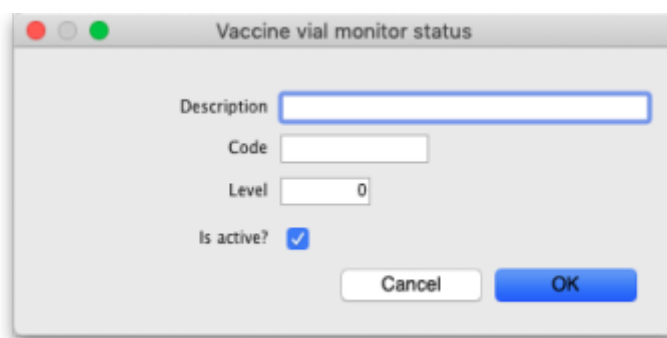 Vaccine vial monitor status
Description
Code
Level 0
Is active?
Cancel OK